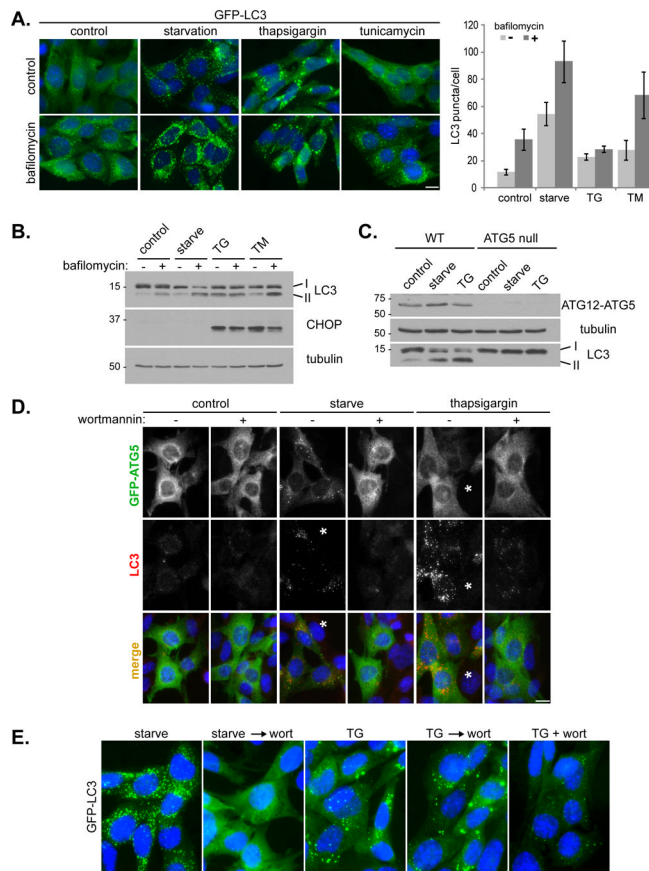 A.
GFP-LC3
control starvation thapsigargin tunicamycin
control
bafilomycin
bafilomycin
- +
LC3 puncta/cell
120
100
80
60
40
20
0
control starve TG TM
B.
control starve TG TM
bafilomycin: - + - + - + - +
15
I
II
LC3
37
CHOP
50
tubulin
C.
WT ATG5 null
control starve TG control starve TG
75
50
ATG12-ATG5
50
tubulin
15
I
II
LC3
D.
control starve thapsigargin
wortmannin: - + - + - +
GFP-ATG5
*
LC3
* *
merge
* *
E.
starve starve → wort TG TG → wort TG + wort
GFP-LC3